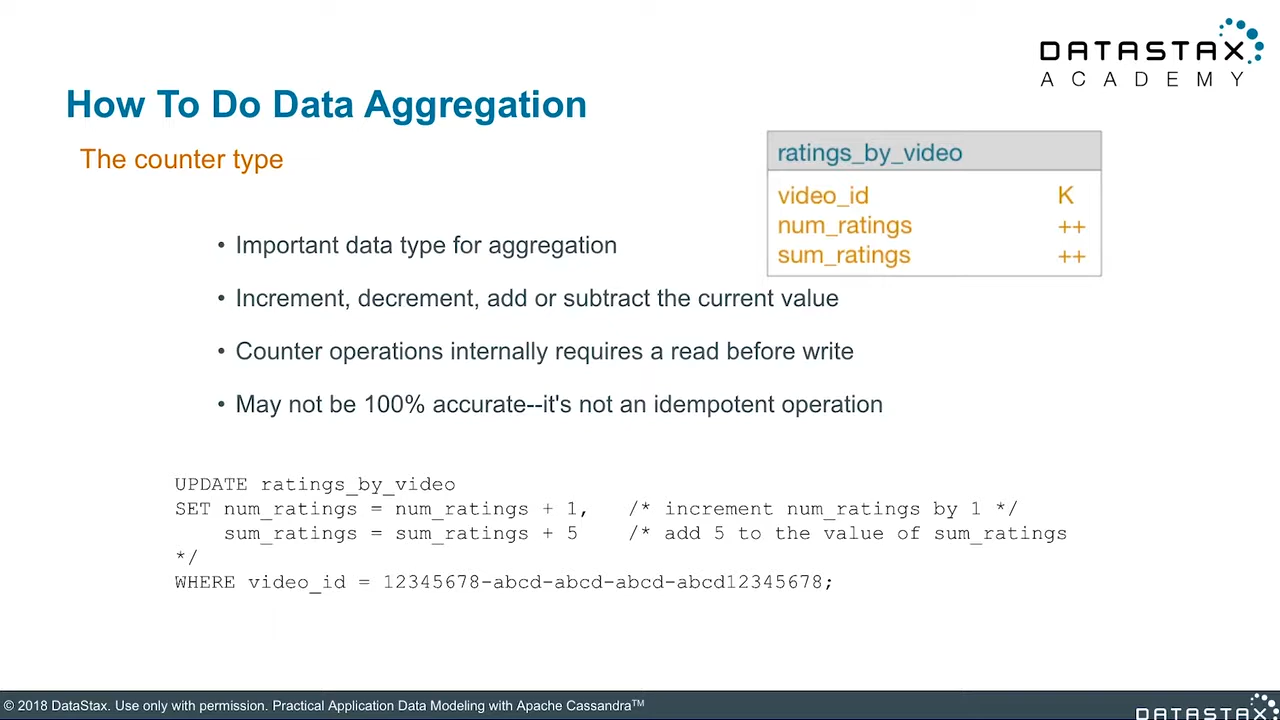 DATASTAX
ACADEMY
How To Do Data Aggregation
The counter type
ratings_by_video
video_id K
num_ratings ++
sum_ratings ++
• Important data type for aggregation
• Increment, decrement, add or subtract the current value
• Counter operations internally requires a read before write
• May not be 100% accurate--it's not an idempotent operation
UPDATE ratings_by_video
SET num_ratings = num_ratings + 1, /* increment num_ratings by 1 */
sum_ratings = sum_ratings + 5 /* add 5 to the value of sum_ratings
*/
WHERE video_id = 12345678-abcd-abcd-abcd-abcd12345678;
© 2018 DataStax. Use only with permission. Practical Application Data Modeling with Apache Cassandra™
DATASTAX